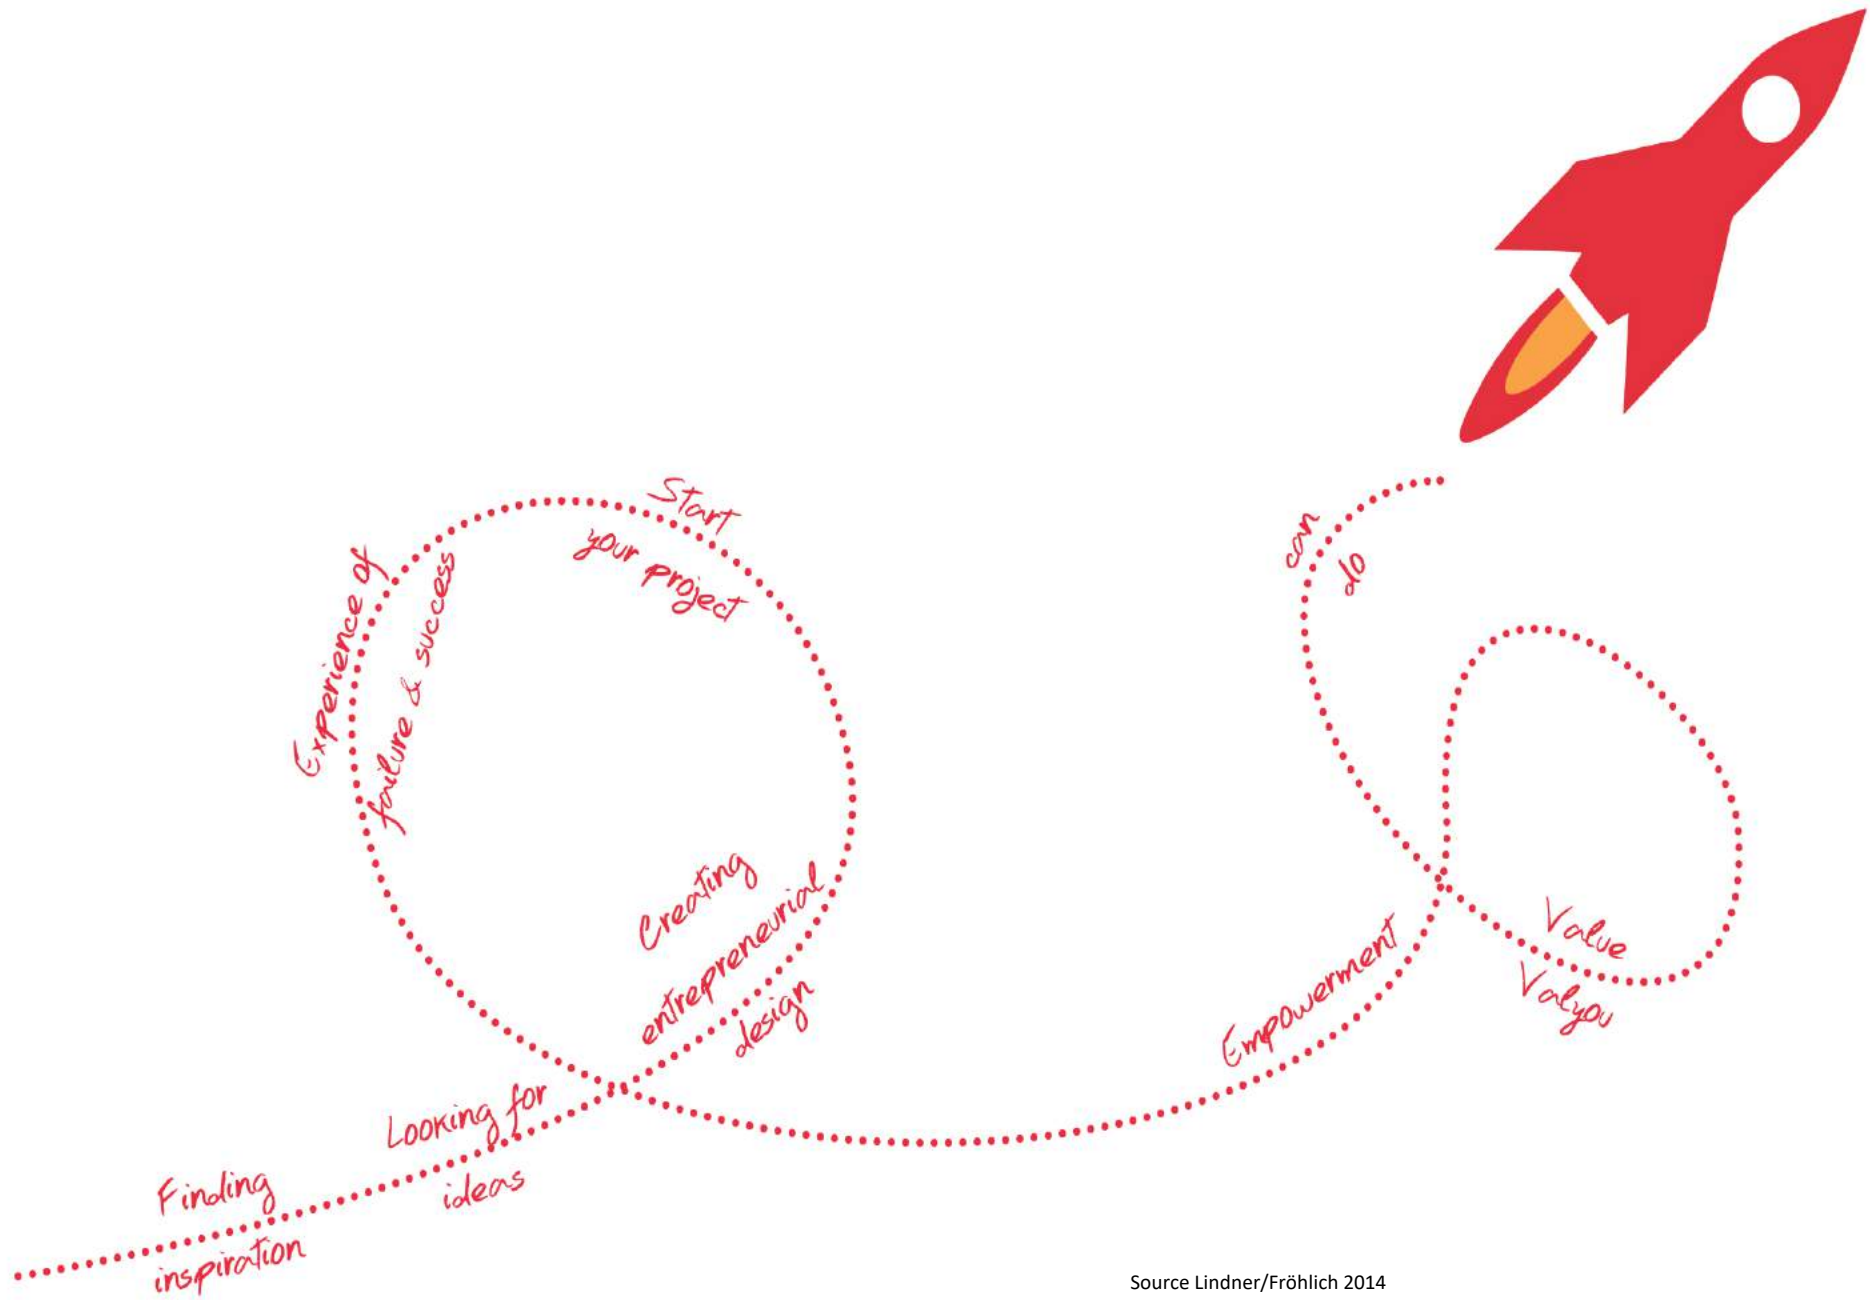 Finding
inspiration
Looking for
ideas
Creating
entrepreneurial
design
Start
your project
Experience of
failure & success
Empowerment
Value
Valyou
can
do
Source Lindner/Fröhlich 2014